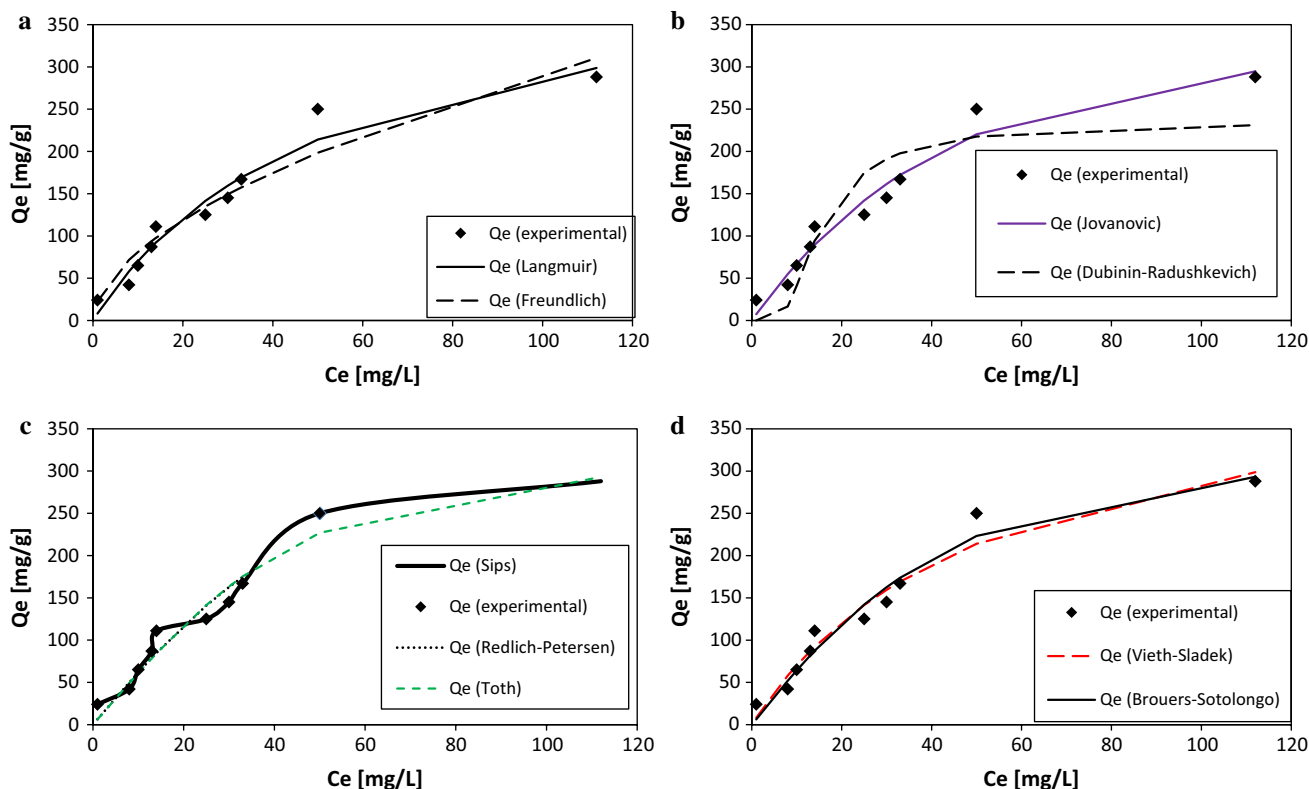 a
350
300
250
200
150
100
50
0
Qe [mg/g]
0 20 40 60 80 100 120
Ce [mg/L]
Qe (experimental)
Qe (Langmuir)
Qe (Freundlich)
b
350
300
250
200
150
100
50
0
Qe [mg/g]
0 20 40 60 80 100 120
Ce [mg/L]
Qe (experimental)
Qe (Jovanovic)
Qe (Dubinin-Radushkevich)
c
350
300
250
200
150
100
50
0
Qe [mg/g]
0 20 40 60 80 100 120
Ce [mg/L]
Qe (Sips)
Qe (experimental)
Qe (Redlich-Petersen)
Qe (Toth)
d
350
300
250
200
150
100
50
0
Qe [mg/g]
0 20 40 60 80 100 120
Ce [mg/L]
Qe (experimental)
Qe (Vieth-Sladek)
Qe (Brouers-Sotolongo)